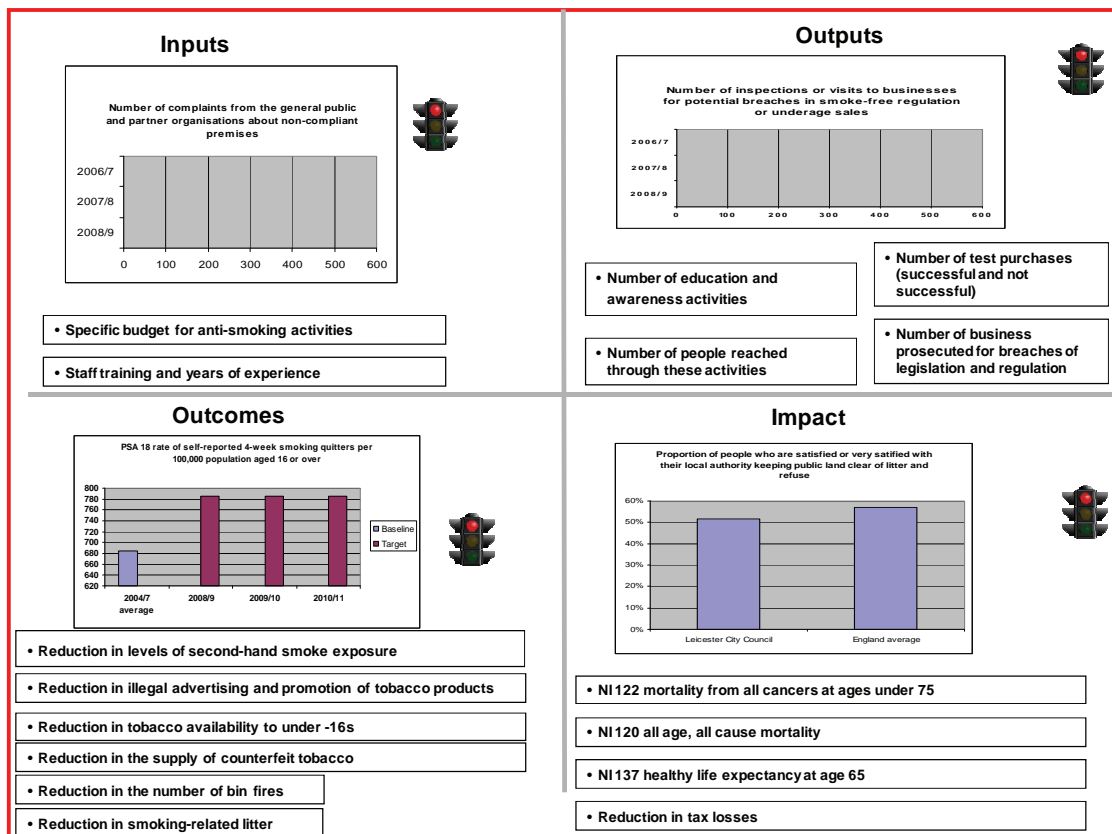 Inputs
Number of complaints from the general public
and partner organisations about non-compliant
premises
2006/7
2007/8
2008/9
0 100 200 300 400 500 600
• Specific budget for anti-smoking activities
• Staff training and years of experience
Outputs
Number of inspections or visits to businesses
for potential breaches in smoke-free regulation
or underage sales
2006/7
2007/8
2008/9
0 100 200 300 400 500 600
• Number of education and
awareness activities
• Number of people reached
through these activities
• Number of test purchases
(successful and not
successful)
• Number of business
prosecuted for breaches of
legislation and regulation
Outcomes
PSA 18 rate of self-reported 4-week smoking quitters per
100,000 population aged 16 or over
800
780
760
740
720
700
680
660
640
620
2004/7 2008/9 2009/10 2010/11
average
Baseline
Target
• Reduction in levels of second-hand smoke exposure
• Reduction in illegal advertising and promotion of tobacco products
• Reduction in tobacco availability to under -16s
• Reduction in the supply of counterfeit tobacco
• Reduction in the number of bin fires
• Reduction in smoking-related litter
Impact
Proportion of people who are satisfied or very satified with
their local authority keeping public land clear of litter and
refuse
60%
50%
40%
30%
20%
10%
0%
Leicester City Council England average
• NI 122 mortality from all cancers at ages under 75
• NI 120 all age, all cause mortality
• NI 137 healthy life expectancy at age 65
• Reduction in tax losses